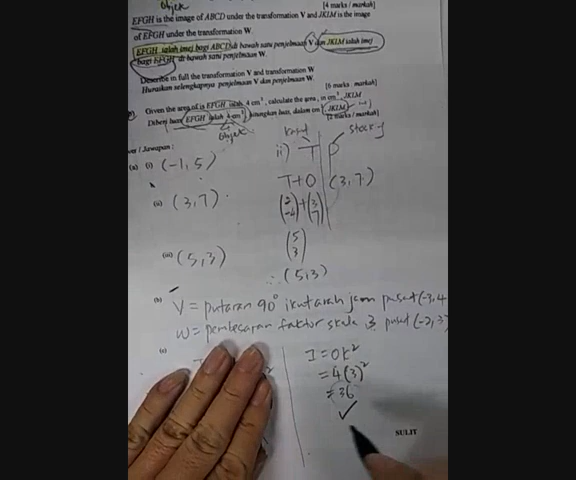 Objek
[4 marks / markah]
EFGH is the image of ABCD under the transformation V and JKLM is the image
of EFGH under the transformation W.
EFGH ialah imej bagi ABCD di bawah satu penjelmaan V dan JKLM ialah imej
bagi EFGH di bawah satu penjelmaan W.
Describe in full the transformation V and transformation W
Huraikan selengkapnya penjelmaan V dan penjelmaan W.
[6 marks / markah]
Given the area of is EFGH ialah 4 cm², calculate the area, in cm², JKLM
Diberi luas EFGH ialah 4 cm², hitungkan luas, dalam cm² JKLM
[2 marks / markah]
Objek
/ Jawapan :
(a) (i) (-1, 5)
(ii) (3, 7)
(iii) (5, 3)
ii) T
T+O (3, 7)
(2 -4) + (3 7)
(5 3)
∴ (5, 3)
(b)
V = putaran 90° ikut arah jam pusat (-3, 4
W = pembesaran faktor skala 3 pusat (-2, 3)
(c)
I = OK²
= 4(3)²
= 36
✓
SULIT